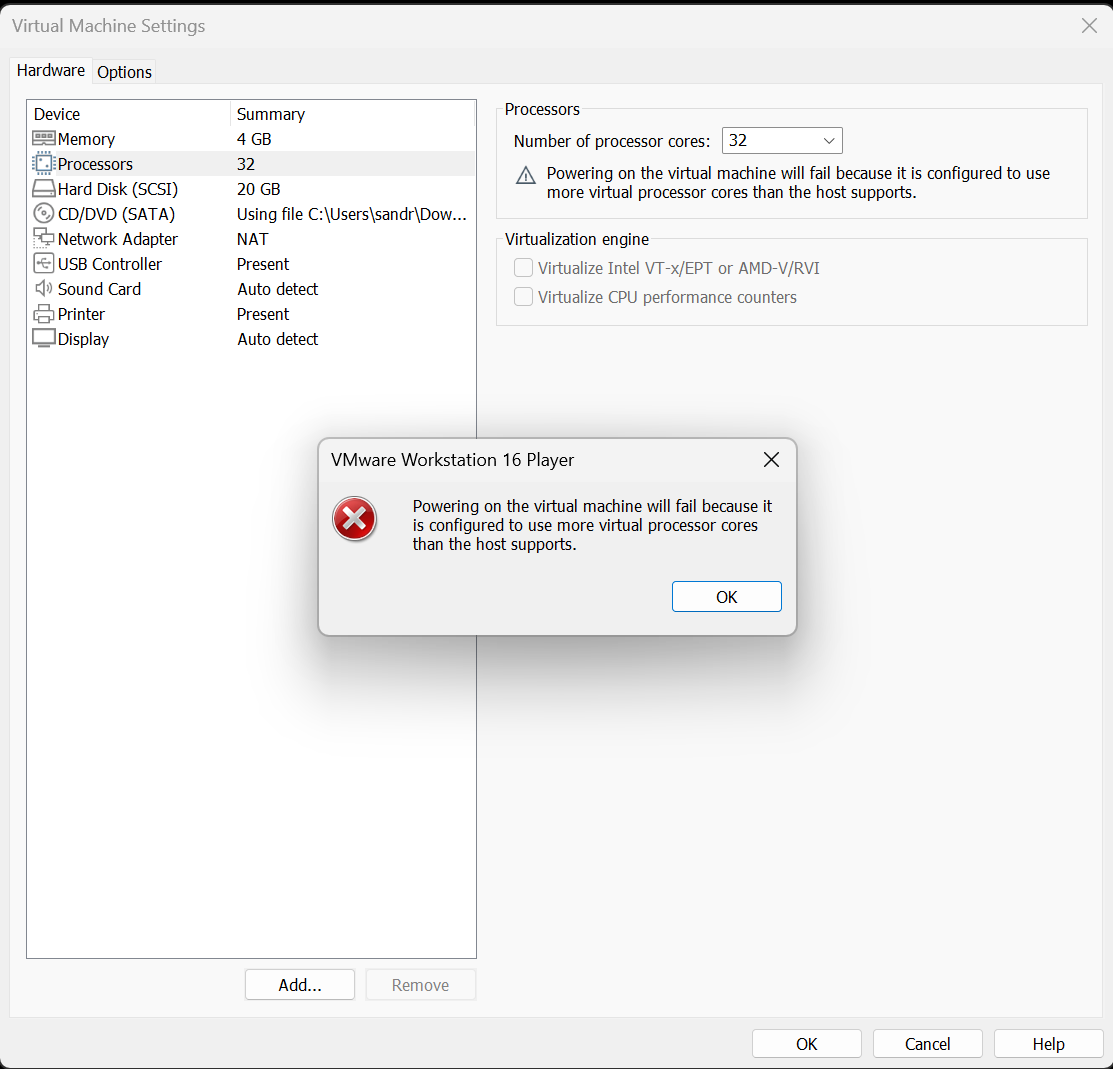 Virtual Machine Settings
Hardware Options
Device Summary
Memory 4 GB
Processors 32
Hard Disk (SCSI) 20 GB
CD/DVD (SATA) Using file C:\Users\sandr\Dow...
Network Adapter NAT
USB Controller Present
Sound Card Auto detect
Printer Present
Display Auto detect
Processors
Number of processor cores: 32
Powering on the virtual machine will fail because it is configured to use
more virtual processor cores than the host supports.
Virtualization engine
Virtualize Intel VT-x/EPT or AMD-V/RVI
Virtualize CPU performance counters
VMware Workstation 16 Player
Powering on the virtual machine will fail because it
is configured to use more virtual processor cores
than the host supports.
OK
Add... Remove
OK Cancel Help